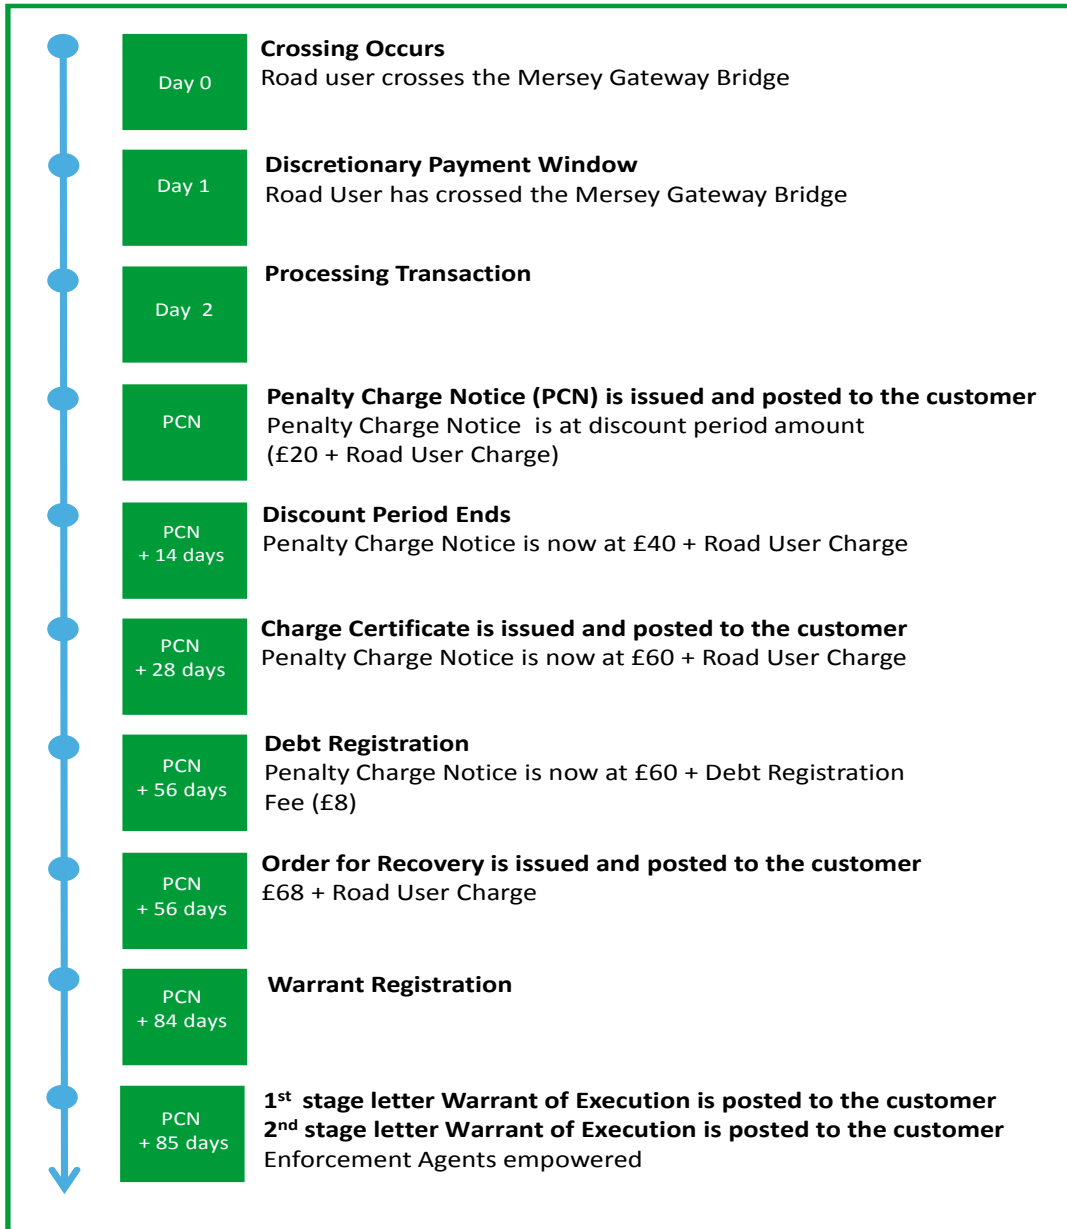 Day 0
Crossing Occurs
Road user crosses the Mersey Gateway Bridge
Day 1
Discretionary Payment Window
Road User has crossed the Mersey Gateway Bridge
Day 2
Processing Transaction
PCN
Penalty Charge Notice (PCN) is issued and posted to the customer
Penalty Charge Notice is at discount period amount
(£20 + Road User Charge)
PCN
+ 14 days
Discount Period Ends
Penalty Charge Notice is now at £40 + Road User Charge
PCN
+ 28 days
Charge Certificate is issued and posted to the customer
Penalty Charge Notice is now at £60 + Road User Charge
PCN
+ 56 days
Debt Registration
Penalty Charge Notice is now at £60 + Debt Registration
Fee (£8)
PCN
+ 56 days
Order for Recovery is issued and posted to the customer
£68 + Road User Charge
PCN
+ 84 days
Warrant Registration
PCN
+ 85 days
1st stage letter Warrant of Execution is posted to the customer
2nd stage letter Warrant of Execution is posted to the customer
Enforcement Agents empowered